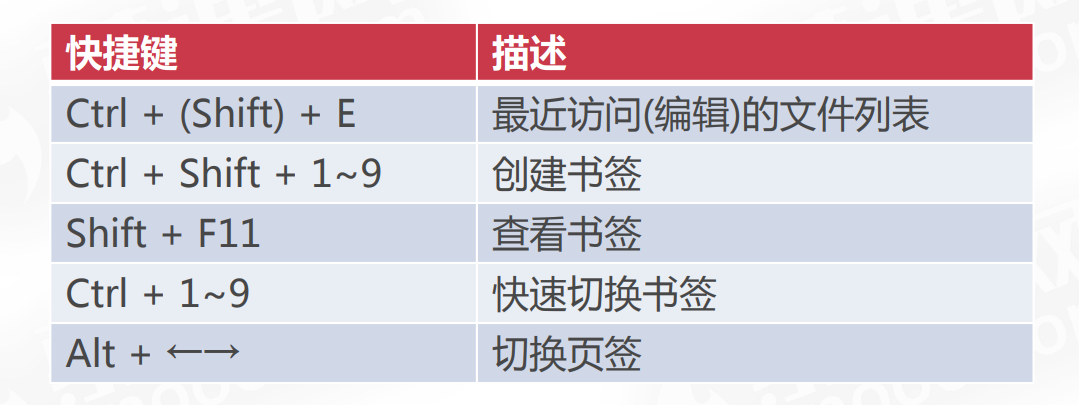 快捷键 描述
Ctrl + (Shift) + E 最近访问(编辑)的文件列表
Ctrl + Shift + 1~9 创建书签
Shift + F11 查看书签
Ctrl + 1~9 快速切换书签
Alt + ←→ 切换页签